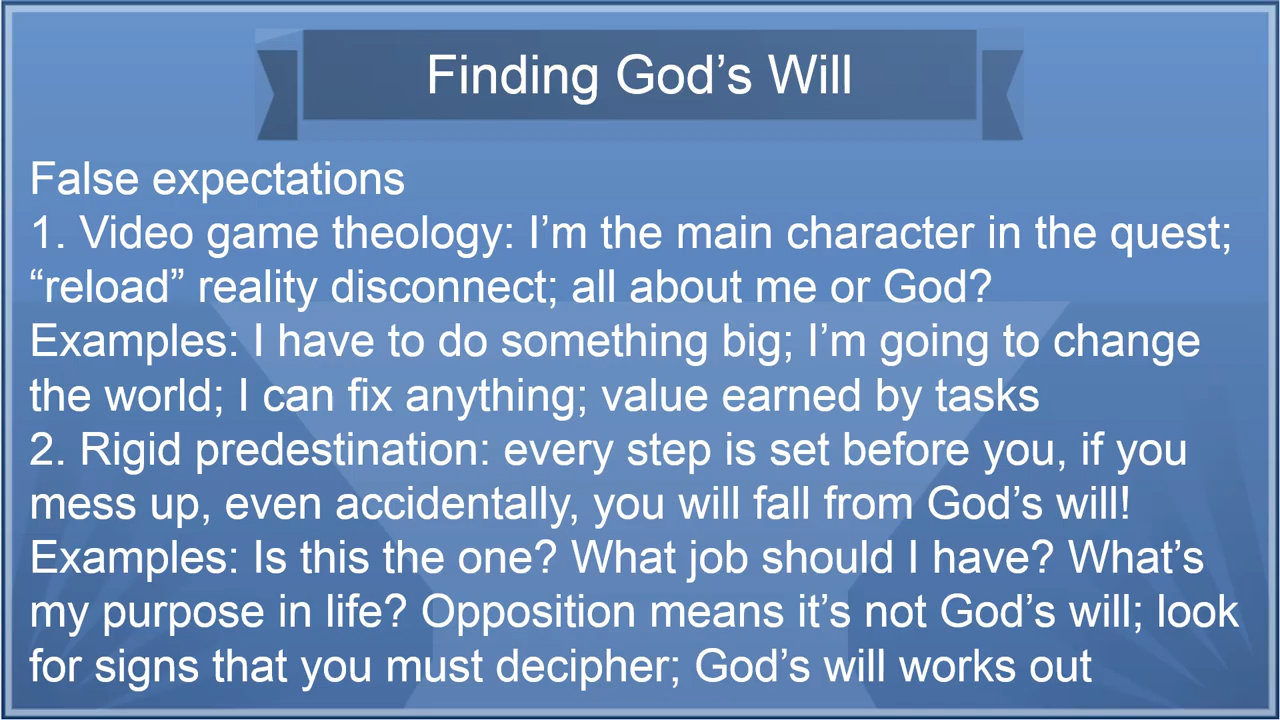 Finding God’s Will
False expectations
1. Video game theology: I’m the main character in the quest;
“reload” reality disconnect; all about me or God?
Examples: I have to do something big; I’m going to change
the world; I can fix anything; value earned by tasks
2. Rigid predestination: every step is set before you, if you
mess up, even accidentally, you will fall from God’s will!
Examples: Is this the one? What job should I have? What’s
my purpose in life? Opposition means it’s not God’s will; look
for signs that you must decipher; God’s will works out